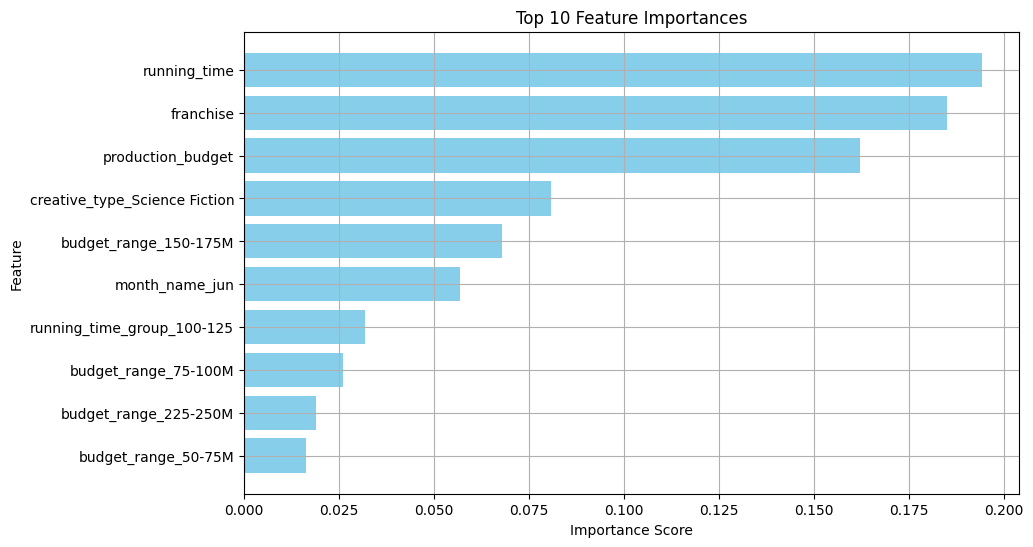 Top 10 Feature Importances
Feature
running_time
franchise
production_budget
creative_type_Science Fiction
budget_range_150-175M
month_name_jun
running_time_group_100-125
budget_range_75-100M
budget_range_225-250M
budget_range_50-75M
0.000 0.025 0.050 0.075 0.100 0.125 0.150 0.175 0.200
Importance Score